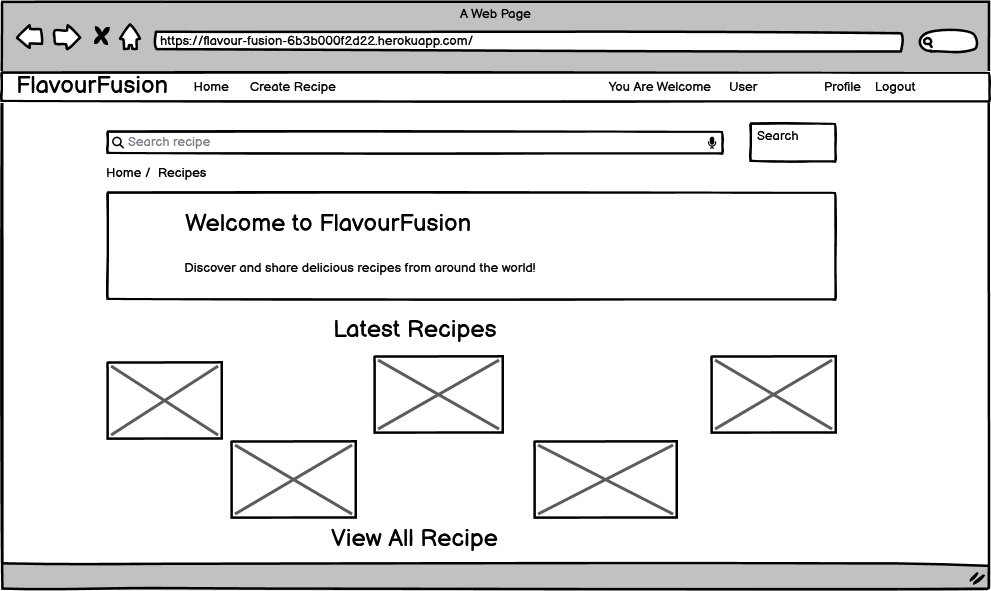 A Web Page
https://flavour-fusion-6b3b000f2d22.herokuapp.com/
FlavourFusion Home Create Recipe You Are Welcome User Profile Logout
Search recipe Search
Home / Recipes
Welcome to FlavourFusion
Discover and share delicious recipes from around the world!
Latest Recipes
View All Recipe